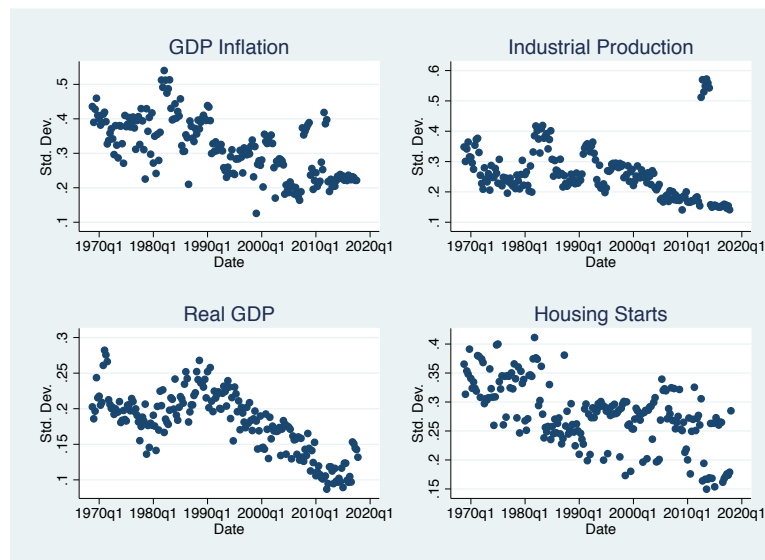 GDP Inflation
Std. Dev.
.5
.4
.3
.2
.1
1970q1 1980q1 1990q1 2000q1 2010q1 2020q1
Date
Industrial Production
Std. Dev.
.6
.5
.4
.3
.2
.1
1970q1 1980q1 1990q1 2000q1 2010q1 2020q1
Date
Real GDP
Std. Dev.
.3
.25
.2
.15
.1
1970q1 1980q1 1990q1 2000q1 2010q1 2020q1
Date
Housing Starts
Std. Dev.
.4
.35
.3
.25
.2
.15
1970q1 1980q1 1990q1 2000q1 2010q1 2020q1
Date